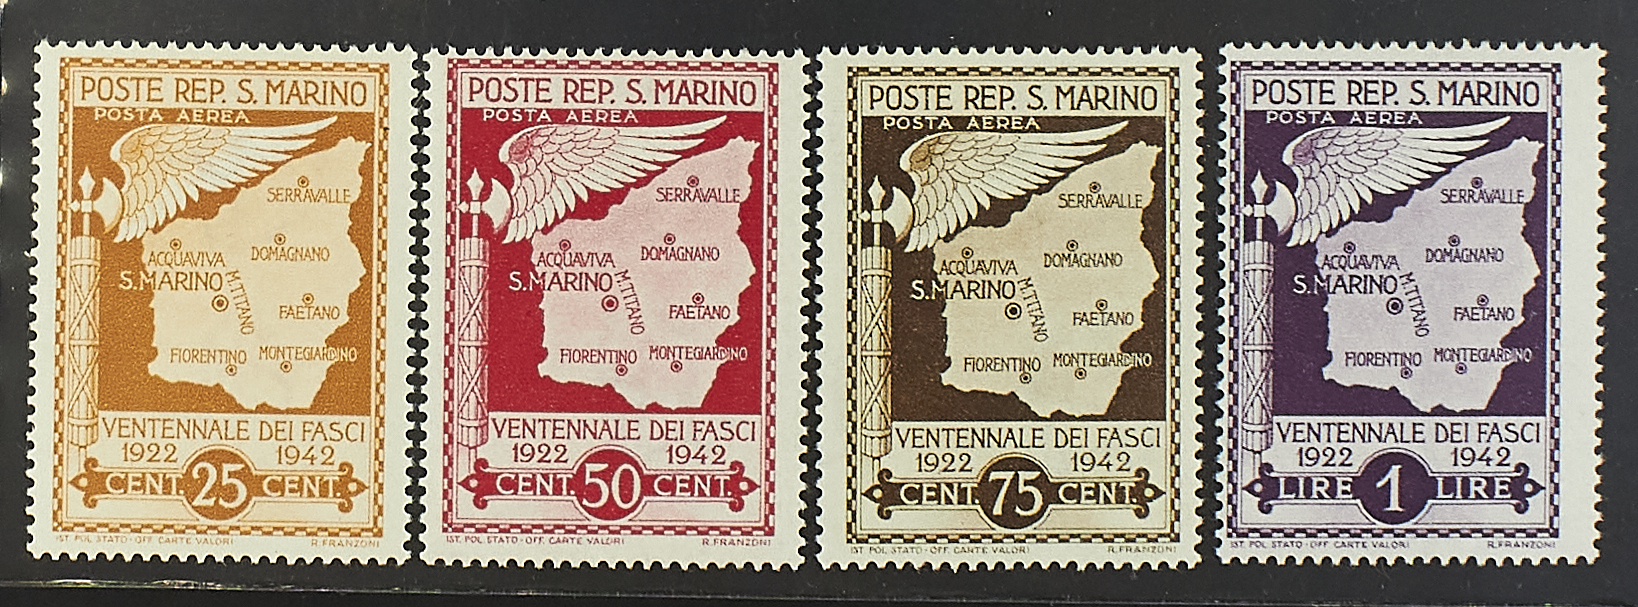 POSTE REP. S. MARINO
POSTA AEREA
SERRAVALLE
ACQUAVIVA
DOMAGNANO
S. MARINO
M. TITANO
FAETANO
FIORENTINO
MONTEGIARDINO
VENTENNALE DEI FASCI
1922 1942
CENT. 25 CENT.
IST. POL. STATO - OFF. CARTE VALORI
R. FRANZONI
POSTE REP. S. MARINO
POSTA AEREA
SERRAVALLE
ACQUAVIVA
DOMAGNANO
S. MARINO
M. TITANO
FAETANO
FIORENTINO
MONTEGIARDINO
VENTENNALE DEI FASCI
1922 1942
CENT. 50 CENT.
IST. POL. STATO - OFF. CARTE VALORI
R. FRANZONI
POSTE REP. S. MARINO
POSTA AEREA
SERRAVALLE
ACQUAVIVA
DOMAGNANO
S. MARINO
M. TITANO
FAETANO
FIORENTINO
MONTEGIARDINO
VENTENNALE DEI FASCI
1922 1942
CENT. 75 CENT.
IST. POL. STATO - OFF. CARTE VALORI
R. FRANZONI
POSTE REP. S. MARINO
POSTA AEREA
SERRAVALLE
ACQUAVIVA
DOMAGNANO
S. MARINO
M. TITANO
FAETANO
FIORENTINO
MONTEGIARDINO
VENTENNALE DEI FASCI
1922 1942
LIRE 1 LIRE
IST. POL. STATO - OFF. CARTE VALORI
R. FRANZONI